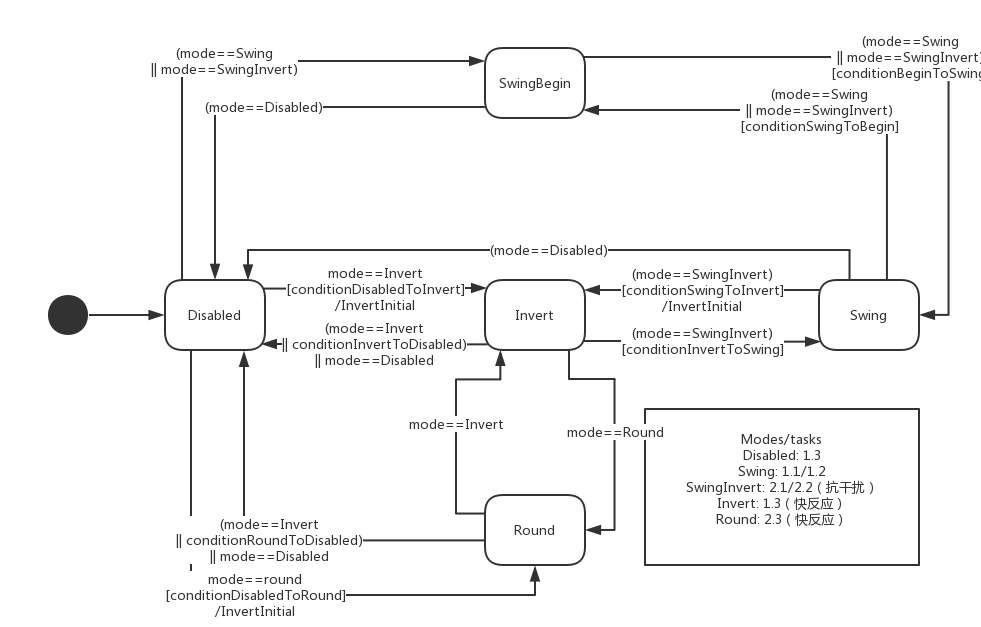 (mode==Swing
|| mode==SwingInvert)
SwingBegin
(mode==Swing
|| mode==SwingInvert)
[conditionBeginToSwing
(mode==Disabled)
(mode==Swing
|| mode==SwingInvert)
[conditionSwingToBegin]
(mode==Disabled)
mode==Invert
[conditionDisabledToInvert]
/InvertInitial
(mode==SwingInvert)
[conditionSwingToInvert]
/InvertInitial
Disabled
Invert
Swing
(mode==Invert
|| conditionInvertToDisabled)
|| mode==Disabled
(mode==SwingInvert)
[conditionInvertToSwing]
mode==Invert
mode==Round
Modes/tasks
Disabled: 1.3
Swing: 1.1/1.2
SwingInvert: 2.1/2.2（抗干扰）
Invert: 1.3（快反应）
Round: 2.3（快反应）
Round
(mode==Invert
|| conditionRoundToDisabled)
|| mode==Disabled
mode==round
[conditionDisabledToRound]
/InvertInitial